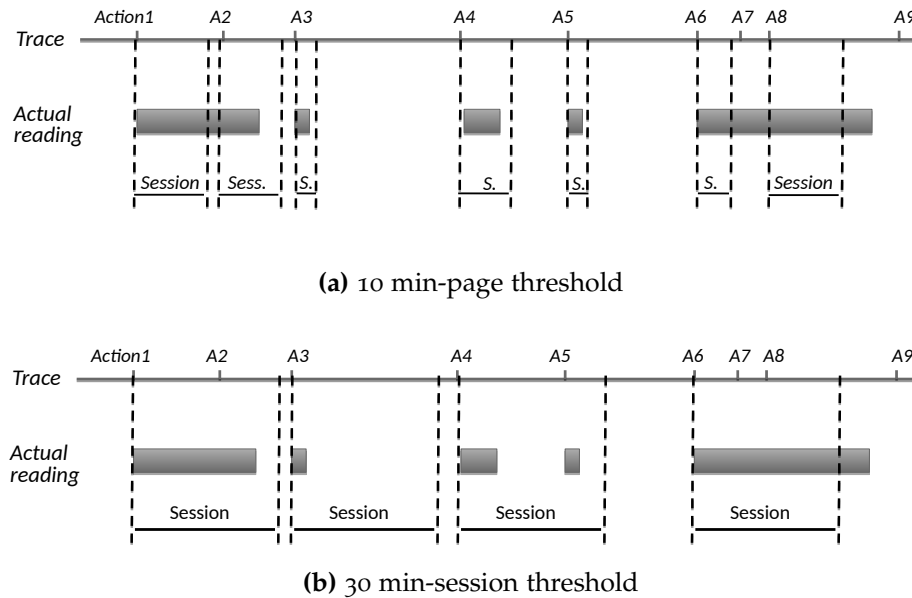 Action1 A2 A3 A4 A5 A6 A7 A8 A9
Trace
Actual
reading
Session Sess. S. S. S. S. Session
(a) 10 min-page threshold
Action1 A2 A3 A4 A5 A6 A7 A8 A9
Trace
Actual
reading
Session Session Session Session
(b) 30 min-session threshold